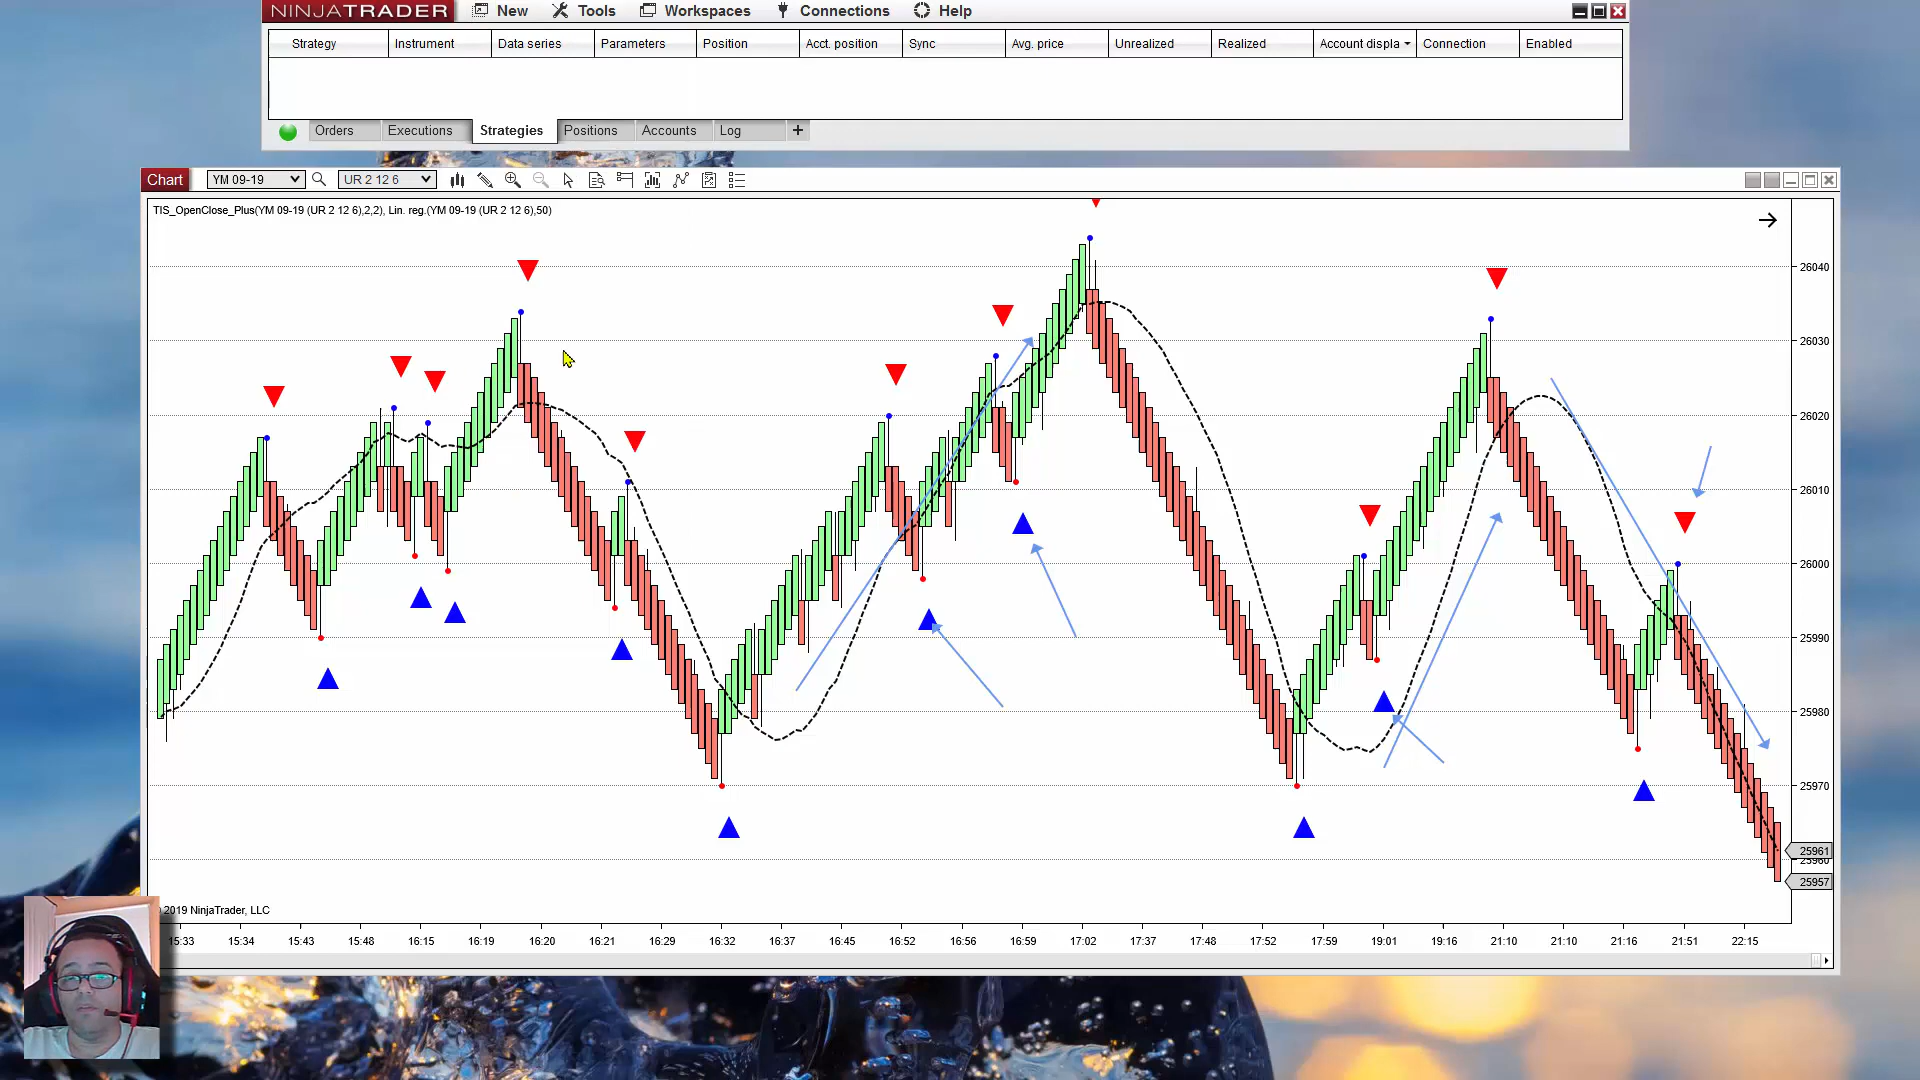 NINJATRADER New Tools Workspaces Connections Help
Strategy Instrument Data series Parameters Position Acct. position Sync Avg. price Unrealized Realized Account displa Connection Enabled
Orders Executions Strategies Positions Accounts Log +
Chart YM 09-19 UR 2 12 6
TIS_OpenClose_Plus(YM 09-19 (UR 2 12 6),2,2), Lin. reg.(YM 09-19 (UR 2 12 6),50)
26040
26030
26020
26010
26000
25990
25980
25970
25961
25960
25957
2019 NinjaTrader, LLC
15:33 15:34 15:43 15:48 16:15 16:19 16:20 16:21 16:29 16:32 16:37 16:45 16:52 16:56 16:59 17:02 17:37 17:48 17:52 17:59 19:01 19:16 21:10 21:10 21:16 21:51 22:15